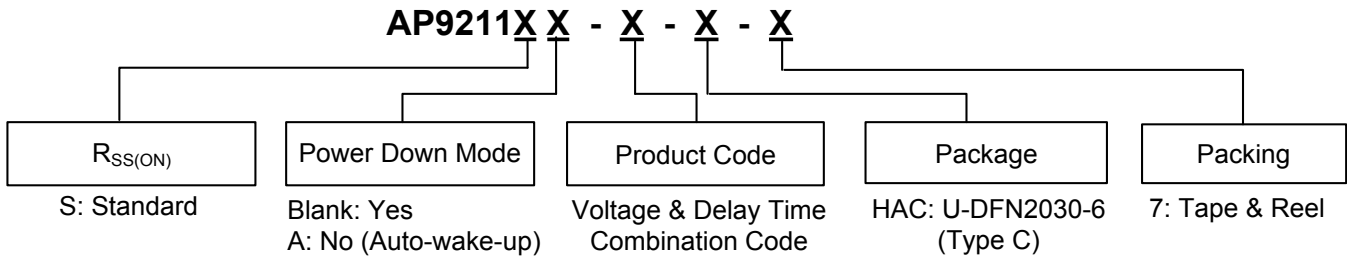 AP9211X X - X - X - X
RSS(ON)
Power Down Mode
Product Code
Package
Packing
S: Standard
Blank: Yes
A: No (Auto-wake-up)
Voltage & Delay Time
Combination Code
HAC: U-DFN2030-6
(Type C)
7: Tape & Reel